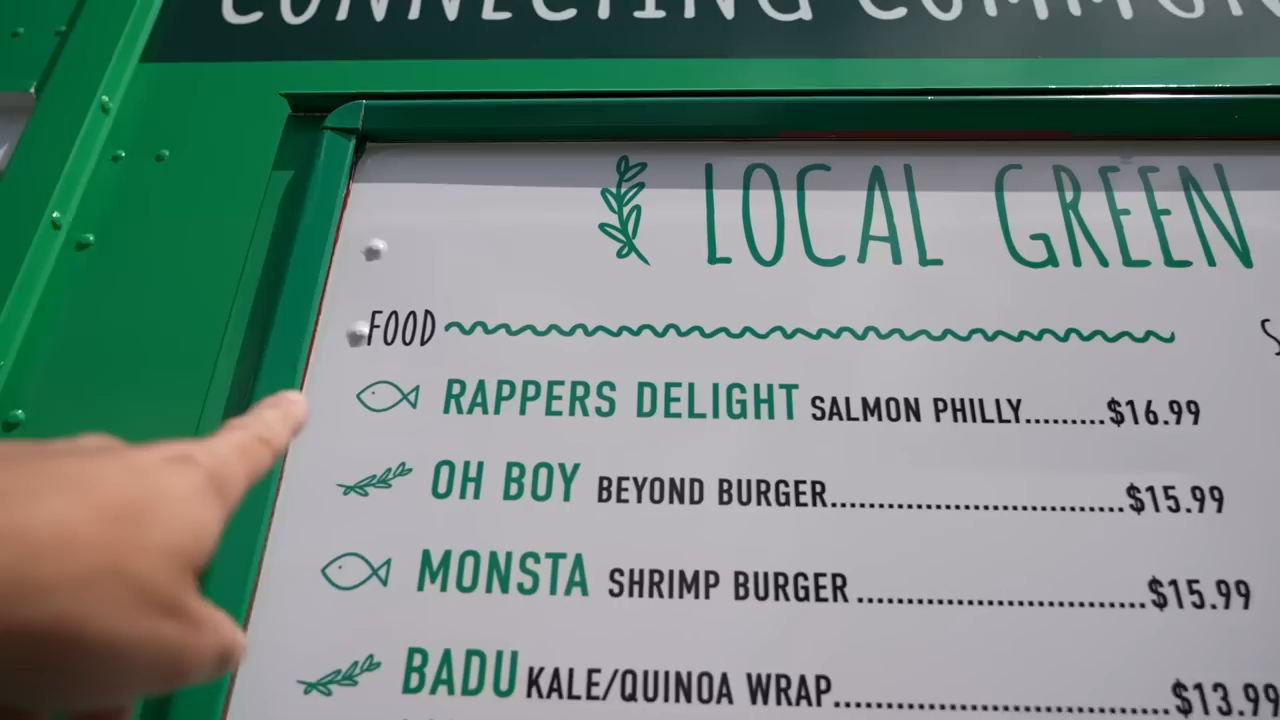 CONNECTING
LOCAL GREEN
FOOD
RAPPERS DELIGHT SALMON PHILLY.........$16.99
OH BOY BEYOND BURGER..............................$15.99
MONSTA SHRIMP BURGER ..............................$15.99
BADU KALE/QUINOA WRAP..................................$13.99